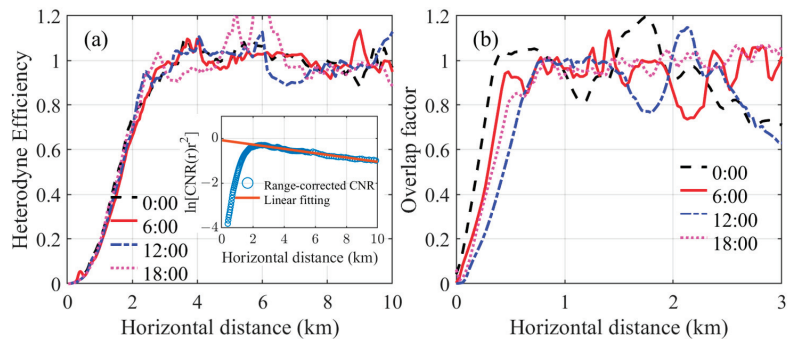 (a)
Heterodyne Efficiency
1.2
1
0.8
0.6
0.4
0.2
0
0 2 4 6 8 10
Horizontal distance (km)
0:00
6:00
12:00
18:00
ln[CNR(r)r²]
0
−2
−4
0 2 4 6 8 10
Horizontal distance (km)
Range-corrected CNR
Linear fitting
(b)
Overlap factor
1.2
1
0.8
0.6
0.4
0.2
0
0 1 2 3
Horizontal distance (km)
0:00
6:00
12:00
18:00